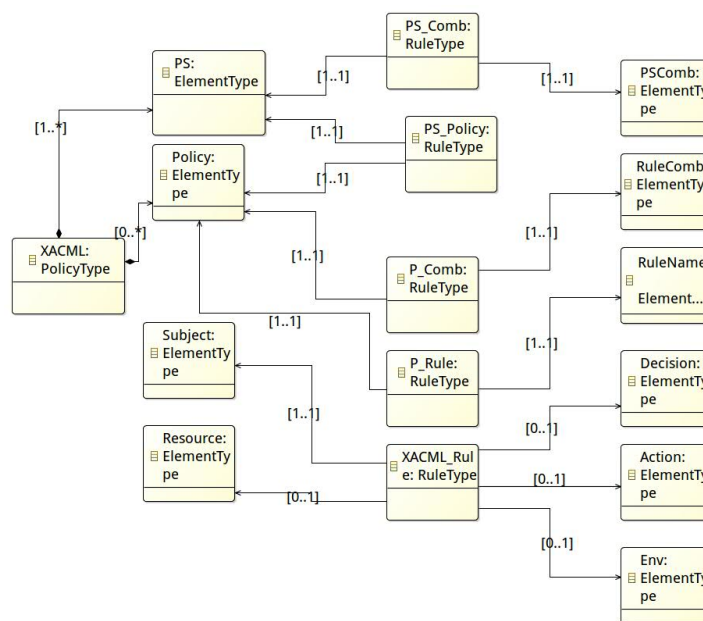 PS_Comb:
RuleType
PS:
ElementType
[1..1]
[1..1]
PSComb:
ElementTy
pe
[1..*]
[1..1]
PS_Policy:
RuleType
Policy:
ElementTy
pe
[1..1]
RuleComb
ElementTy
pe
[0..*]
[1..1]
XACML:
PolicyType
[1..1]
P_Comb:
RuleType
RuleName
Element...
[1..1]
Subject:
ElementTy
pe
[1..1]
P_Rule:
RuleType
Decision:
ElementTy
pe
[1..1]
[0..1]
Resource:
ElementTy
pe
[0..1]
XACML_Rul
e: RuleType
[0..1]
Action:
ElementTy
pe
[0..1]
Env:
ElementTy
pe